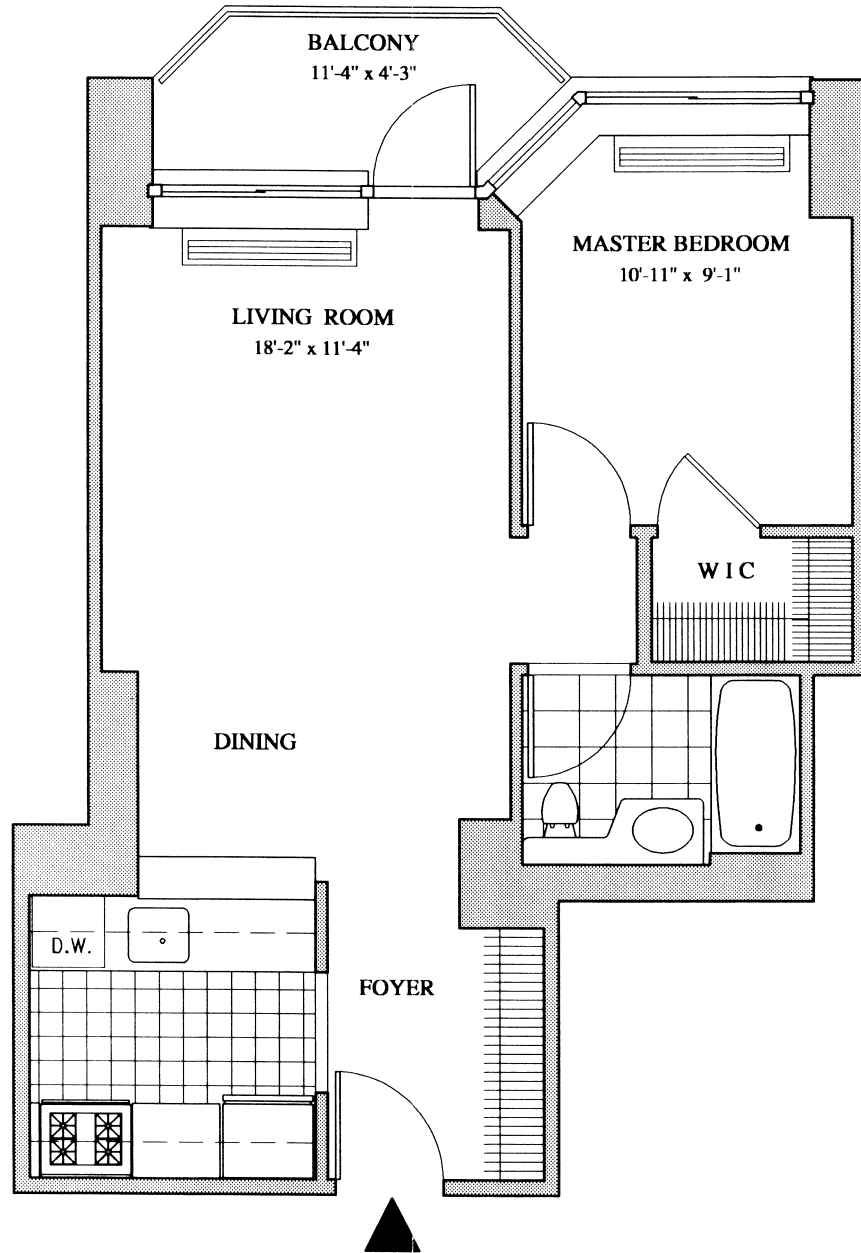 BALCONY
11'-4" x 4'-3"
MASTER BEDROOM
10'-11" x 9'-1"
LIVING ROOM
18'-2" x 11'-4"
W I C
DINING
D.W.
FOYER